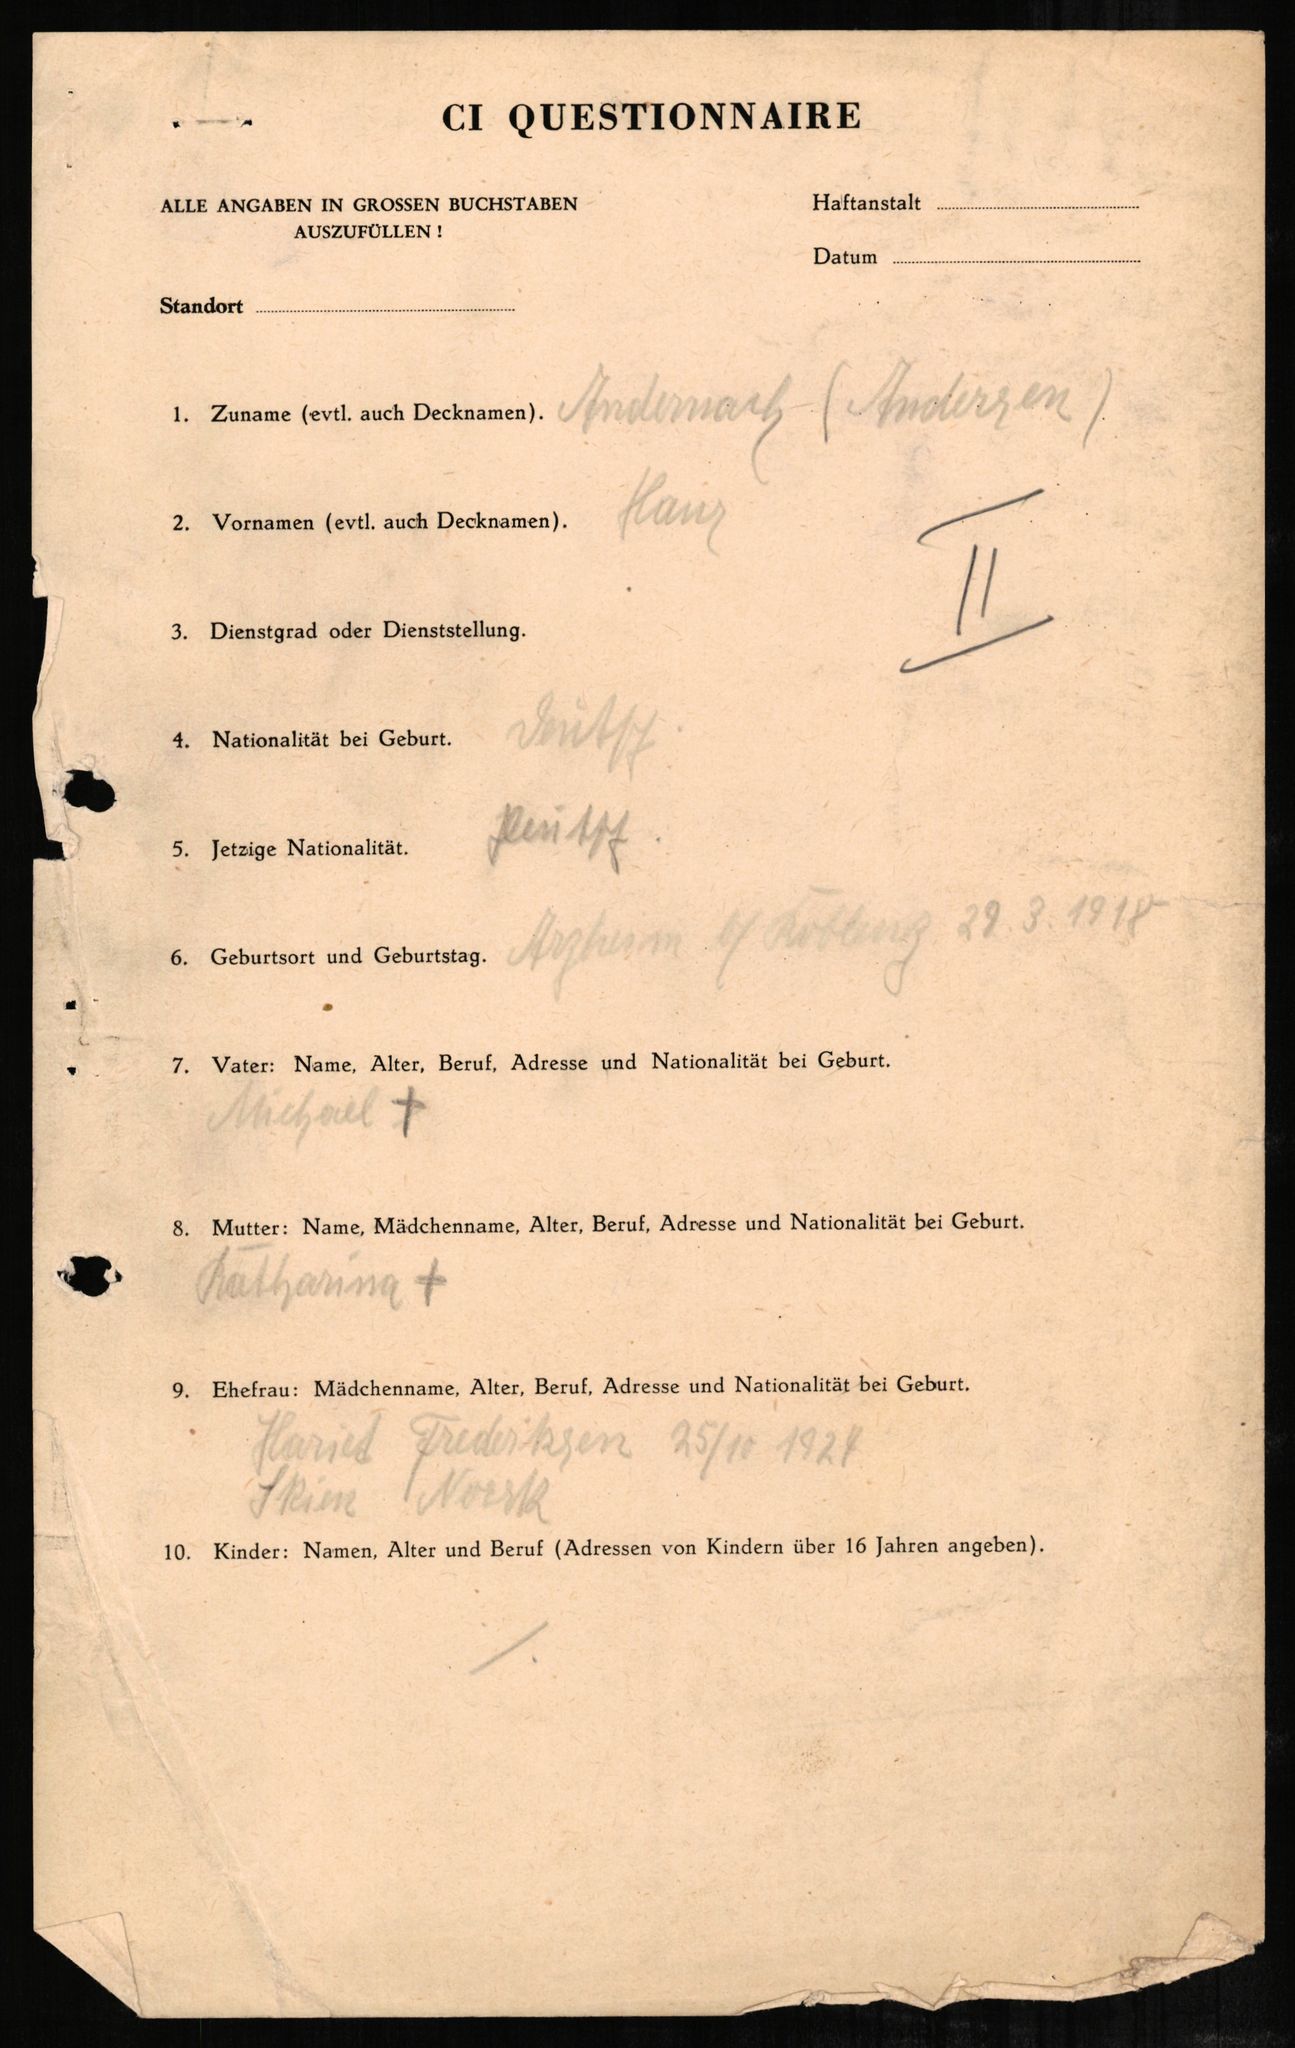 CI QUESTIONNAIRE
ALLE ANGABEN IN GROSSEN BUCHSTABEN
AUSZUFÜLLEN!
Haftanstalt
Datum
Standort
1. Zuname (evtl. auch Decknamen). Andernach (Andersen)
2. Vornamen (evtl. auch Decknamen). Hans
II
3. Dienstgrad oder Dienststellung.
4. Nationalität bei Geburt. Deutsch.
5. Jetzige Nationalität. Deutsch.
6. Geburtsort und Geburtstag. Arzheim b/ Koblenz 29.3.1918
7. Vater: Name, Alter, Beruf, Adresse und Nationalität bei Geburt.
Michael +
8. Mutter: Name, Mädchenname, Alter, Beruf, Adresse und Nationalität bei Geburt.
Katharina +
9. Ehefrau: Mädchenname, Alter, Beruf, Adresse und Nationalität bei Geburt.
Hariet Frederiksen 25/10 1924
Skien Norsk
10. Kinder: Namen, Alter und Beruf (Adressen von Kindern über 16 Jahren angeben).
/.